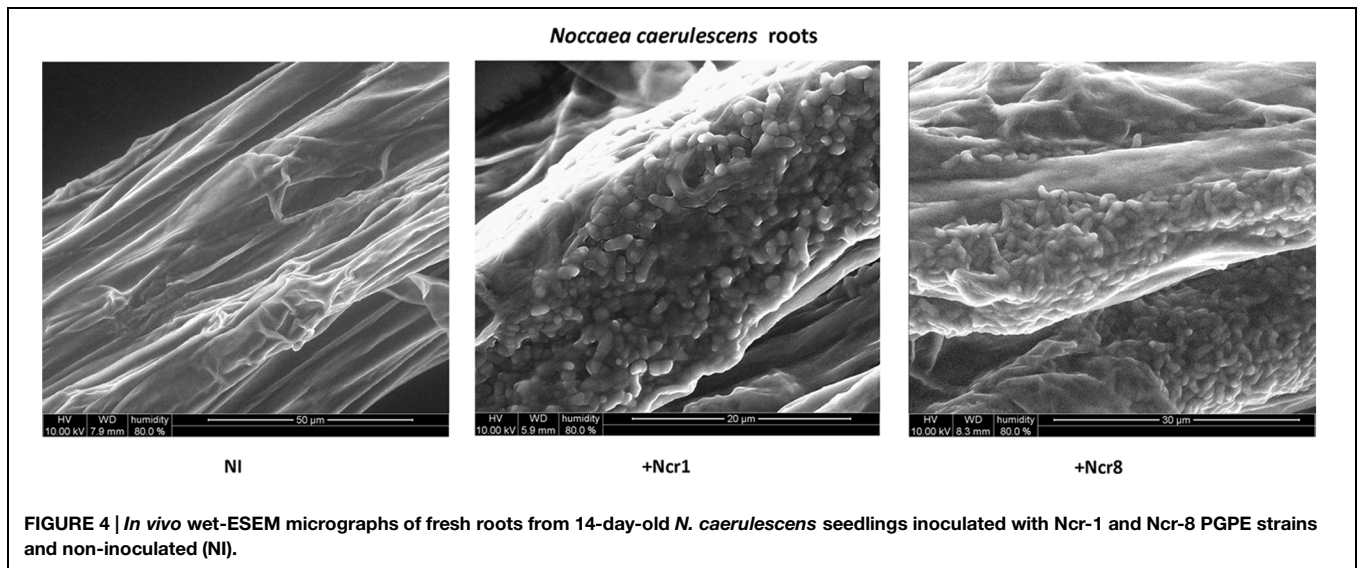 Noccaea caerulescens roots
HV WD humidity 50 µm
10.00 kV 7.9 mm 80.0 %
HV WD humidity 20 µm
10.00 kV 5.9 mm 80.0 %
HV WD humidity 30 µm
10.00 kV 8.3 mm 80.0 %
NI
+Ncr1
+Ncr8
FIGURE 4 | In vivo wet-ESEM micrographs of fresh roots from 14-day-old N. caerulescens seedlings inoculated with Ncr-1 and Ncr-8 PGPE strains
and non-inoculated (NI).